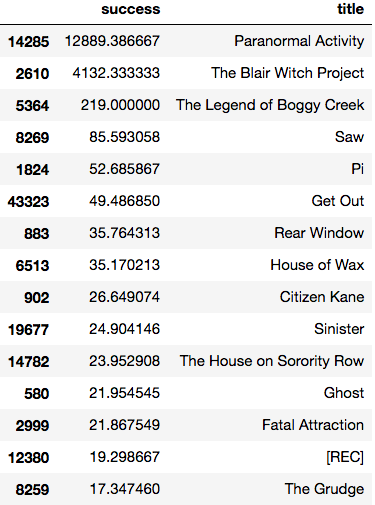 success title
14285 12889.386667 Paranormal Activity
2610 4132.333333 The Blair Witch Project
5364 219.000000 The Legend of Boggy Creek
8269 85.593058 Saw
1824 52.685867 Pi
43323 49.486850 Get Out
883 35.764313 Rear Window
6513 35.170213 House of Wax
902 26.649074 Citizen Kane
19677 24.904146 Sinister
14782 23.952908 The House on Sorority Row
580 21.954545 Ghost
2999 21.867549 Fatal Attraction
12380 19.298667 [REC]
8259 17.347460 The Grudge